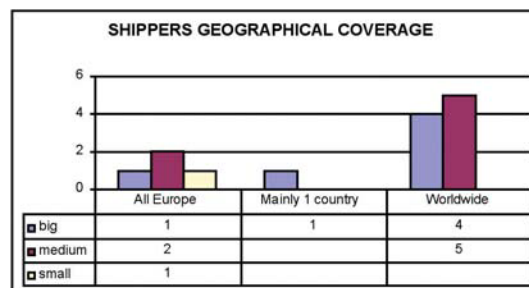 SHIPPERS GEOGRAPHICAL COVERAGE
6
4
2
0
All Europe Mainly 1 country Worldwide
big 1 1 4
medium 2 5
small 1